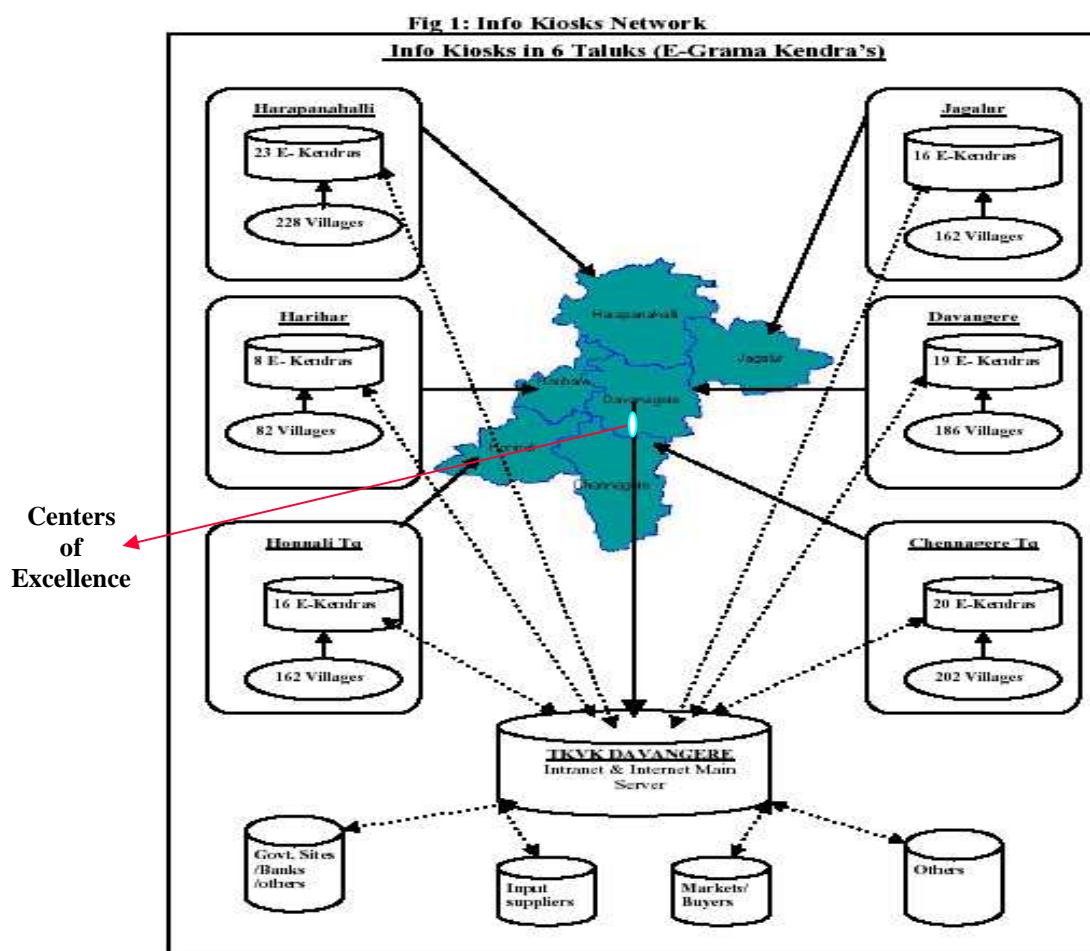 Fig 1: Info Kiosks Network
Info Kiosks in 6 Taluks (E-Grama Kendra's)
Harapanahalli
23 E- Kendras
228 Villages
Jagalur
16 E-Kendras
162 Villages
Harihar
8 E- Kendras
82 Villages
Davangere
19 E- Kendras
186 Villages
Harapanahalli
Jagalur
Davanagere
Centers
of
Excellence
Honnali Tq
16 E-Kendras
162 Villages
Chennagere Tq
20 E-Kendras
202 Villages
TKVK DAVANGERE
Intranet & Internet Main
Server
Govt. Sites
/Banks
/others
Input
suppliers
Markets/
Buyers
Others